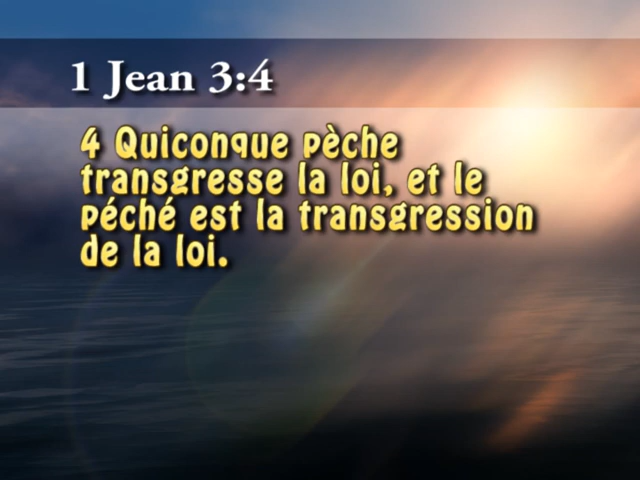 1 Jean 3:4
4 Quiconque pèche
transgresse la loi, et le
péché est la transgression
de la loi.